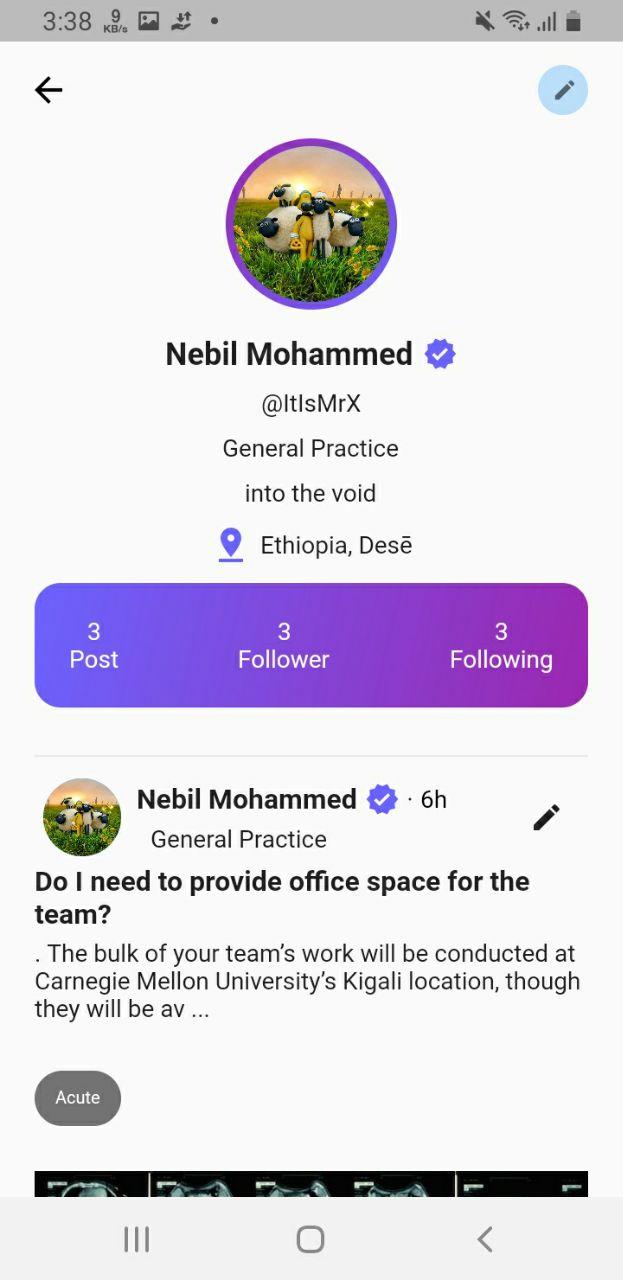 3:38 9 KB/s
Nebil Mohammed
@ItIsMrX
General Practice
into the void
Ethiopia, Desē
3 3 3
Post Follower Following
Nebil Mohammed · 6h
General Practice
Do I need to provide office space for the
team?
. The bulk of your team’s work will be conducted at
Carnegie Mellon University’s Kigali location, though
they will be av ...
Acute